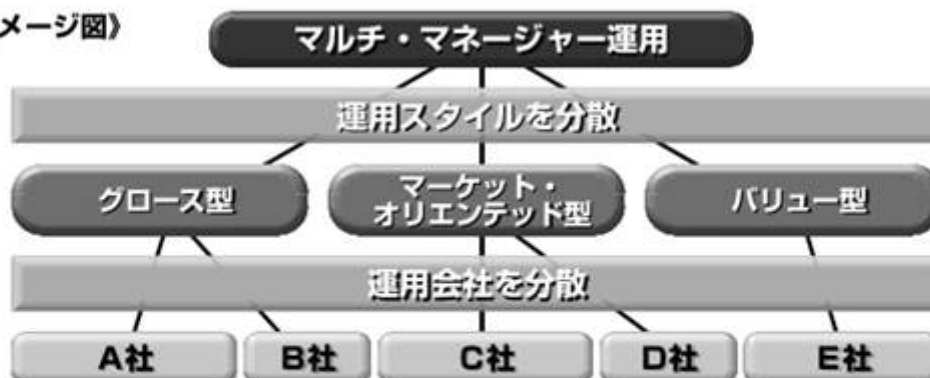 メージ図》
マルチ・マネージャー運用
運用スタイルを分散
グロース型
マーケット・
オリエンテッド型
バリュー型
運用会社を分散
A社
B社
C社
D社
E社